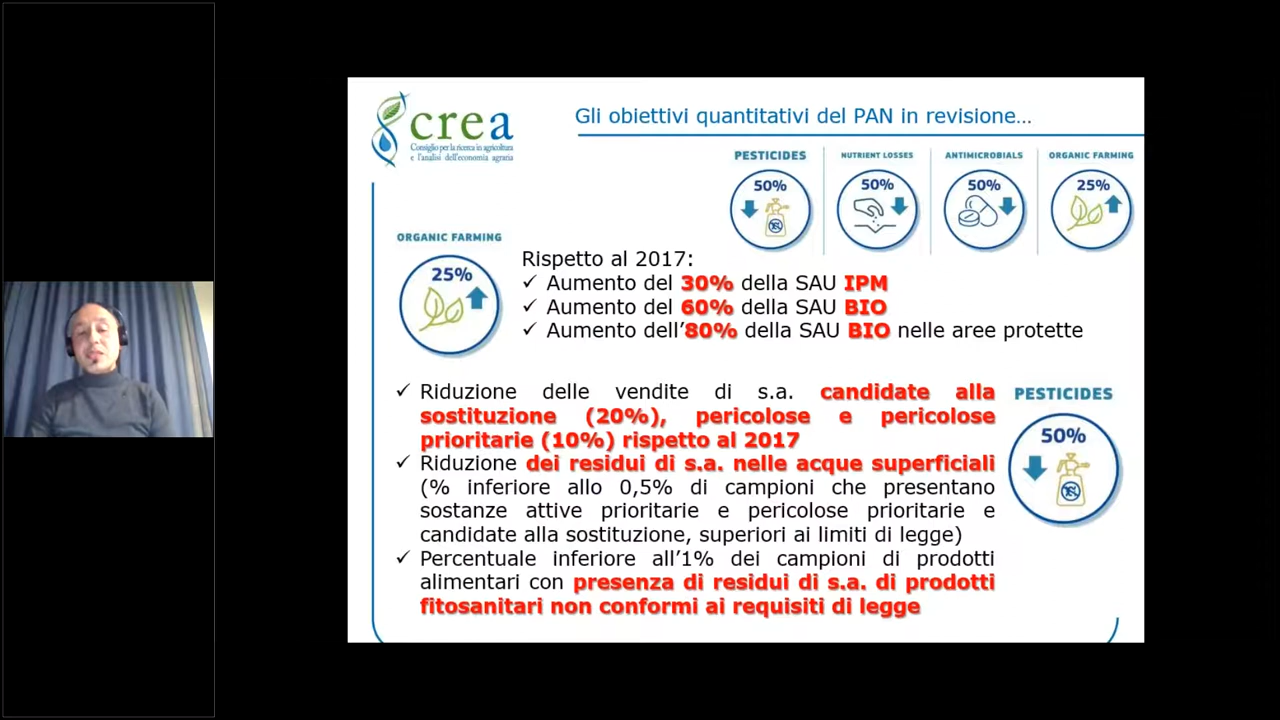 crea
Consiglio per la ricerca in agricoltura
e l'analisi dell'economia agraria
Gli obiettivi quantitativi del PAN in revisione…
PESTICIDES
50%
NUTRIENT LOSSES
50%
ANTIMICROBIALS
50%
ORGANIC FARMING
25%
ORGANIC FARMING
25%
Rispetto al 2017:
✓ Aumento del 30% della SAU IPM
✓ Aumento del 60% della SAU BIO
✓ Aumento dell’80% della SAU BIO nelle aree protette
✓ Riduzione delle vendite di s.a. candidate alla
sostituzione (20%), pericolose e pericolose
prioritarie (10%) rispetto al 2017
✓ Riduzione dei residui di s.a. nelle acque superficiali
(% inferiore allo 0,5% di campioni che presentano
sostanze attive prioritarie e pericolose prioritarie e
candidate alla sostituzione, superiori ai limiti di legge)
✓ Percentuale inferiore all’1% dei campioni di prodotti
alimentari con presenza di residui di s.a. di prodotti
fitosanitari non conformi ai requisiti di legge
PESTICIDES
50%